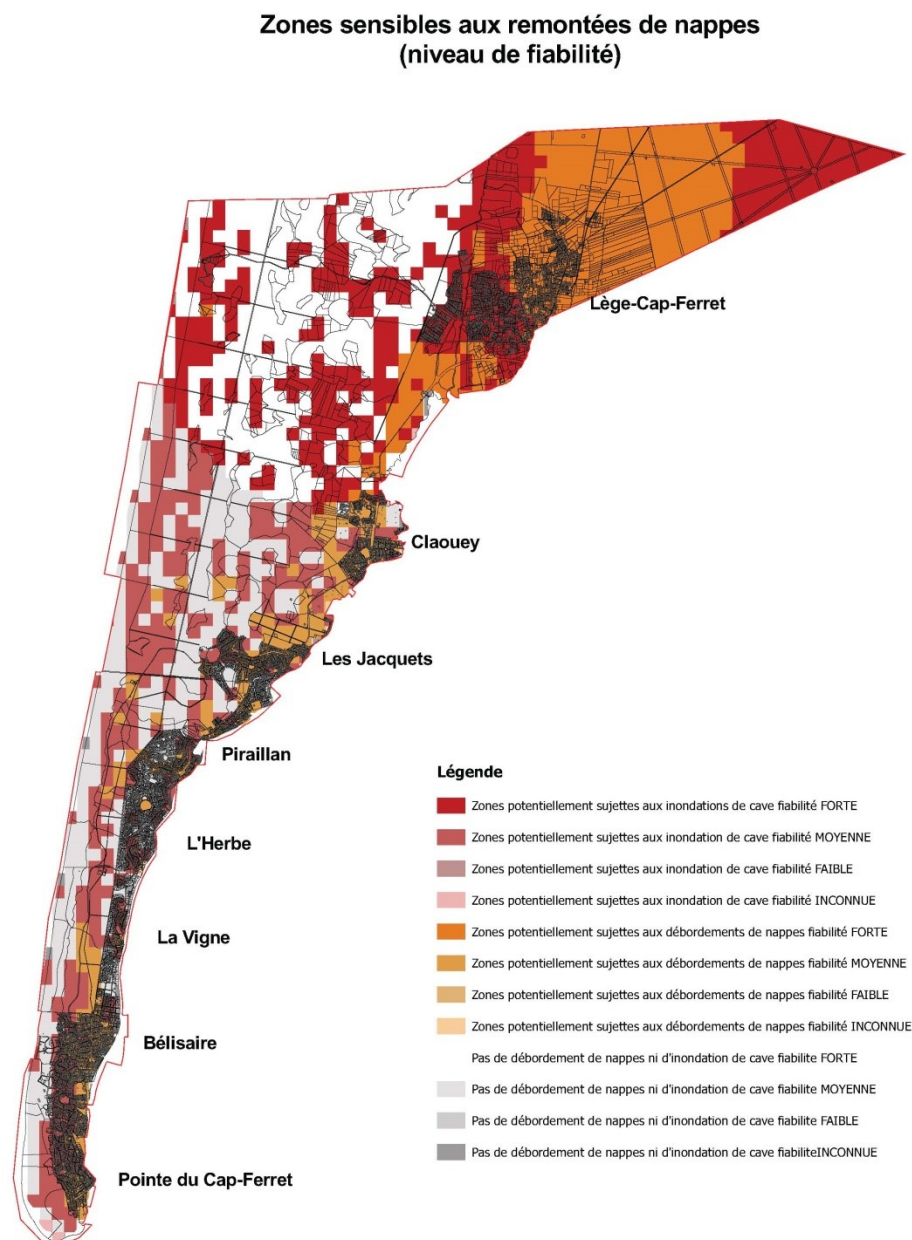 Zones sensibles aux remontées de nappes
(niveau de fiabilité)
Lège-Cap-Ferret
Claouey
Les Jacquets
Piraillan
L'Herbe
La Vigne
Bélisaire
Pointe du Cap-Ferret
Légende
Zones potentiellement sujettes aux inondations de cave fiabilité FORTE
Zones potentiellement sujettes aux inondation de cave fiabilité MOYENNE
Zones potentiellement sujettes aux inondation de cave fiabilité FAIBLE
Zones potentiellement sujettes aux inondation de cave fiabilité INCONNUE
Zones potentiellement sujettes aux débordements de nappes fiabilité FORTE
Zones potentiellement sujettes aux débordements de nappes fiabilité MOYENNE
Zones potentiellement sujettes aux débordements de nappes fiabilité FAIBLE
Zones potentiellement sujettes aux débordements de nappes fiabilité INCONNUE
Pas de débordement de nappes ni d'inondation de cave fiabilite FORTE
Pas de débordement de nappes ni d'inondation de cave fiabilite MOYENNE
Pas de débordement de nappes ni d'inondation de cave fiabilite FAIBLE
Pas de débordement de nappes ni d'inondation de cave fiabiliteINCONNUE